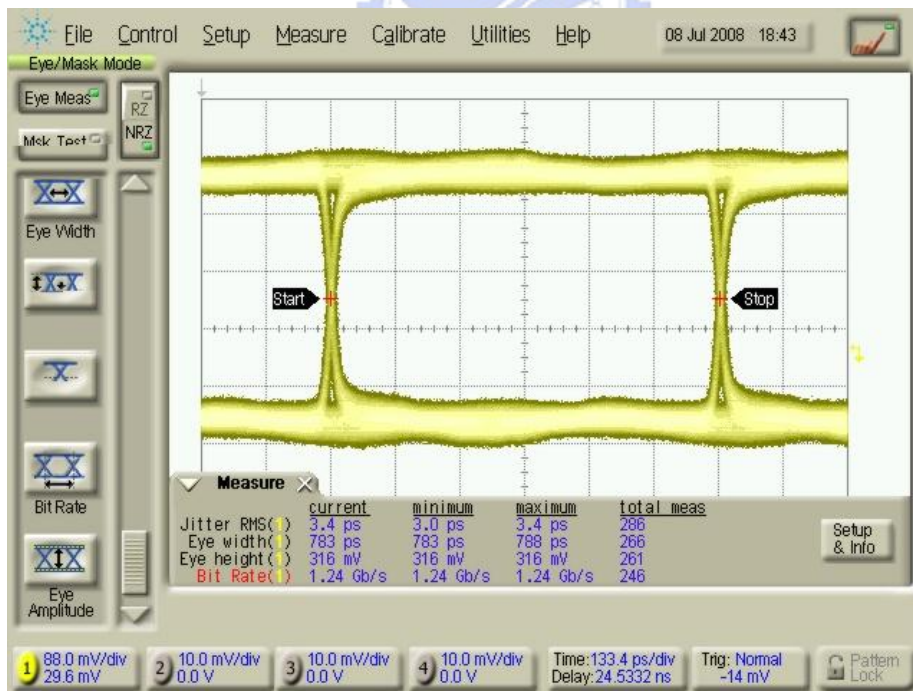 File Control Setup Measure Calibrate Utilities Help 08 Jul 2008 18:43
Eye/Mask Mode
Eye Meas
RZ
NRZ
Msk Test
Eye Width
Start
Stop
Bit Rate
Eye
Amplitude
Measure
current minimum maximum total meas
Jitter RMS(1) 3.4 ps 3.0 ps 3.4 ps 286
Eye width(1) 783 ps 783 ps 788 ps 266
Eye height(1) 316 mV 316 mV 316 mV 261
Bit Rate(1) 1.24 Gb/s 1.24 Gb/s 1.24 Gb/s 246
Setup
& Info
1 88.0 mV/div
29.6 mV
2 10.0 mV/div
0.0 V
3 10.0 mV/div
0.0 V
4 10.0 mV/div
0.0 V
Time:133.4 ps/div
Delay:24.5332 ns
Trig: Normal
-14 mV
Pattern
Lock